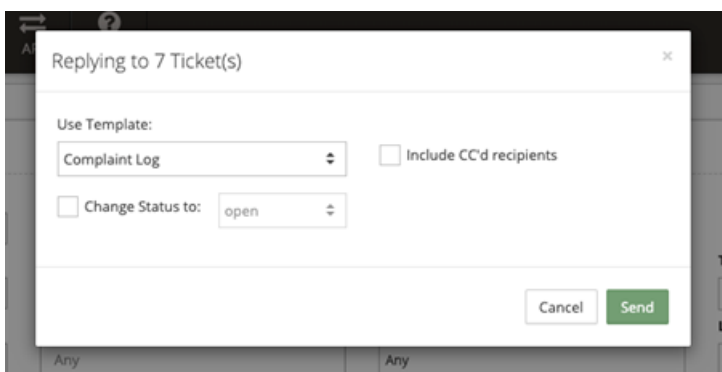 Replying to 7 Ticket(s)
×
Use Template:
Complaint Log
Include CC'd recipients
Change Status to:
open
Cancel
Send
Any
Any